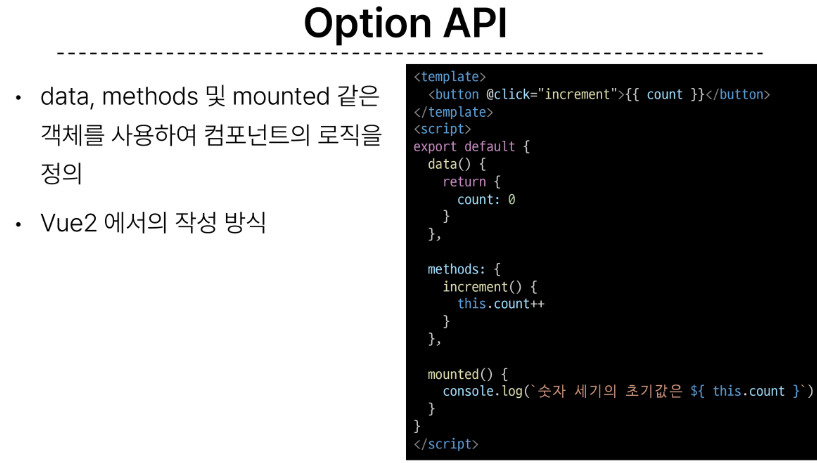 Option API
• data, methods 및 mounted 같은
객체를 사용하여 컴포넌트의 로직을
정의
• Vue2 에서의 작성 방식
<template>
  <button @click="increment">{{ count }}</button>
</template>
<script>
export default {
  data() {
    return {
      count: 0
    }
  },

  methods: {
    increment() {
      this.count++
    }
  },

  mounted() {
    console.log(`숫자 세기의 초기값은 ${ this.count }`)
  }
}
</script>